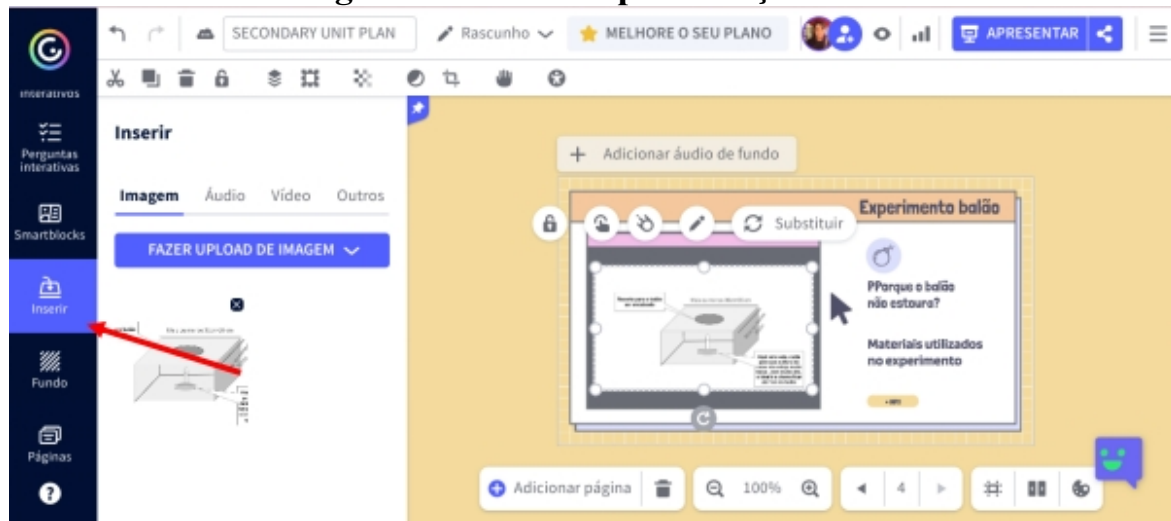 SECONDARY UNIT PLAN
Rascunho
MELHORE O SEU PLANO
APRESENTAR
interativos
Perguntas
interativas
Smartblocks
Inserir
Fundo
Páginas
Inserir
Imagem Áudio Vídeo Outros
FAZER UPLOAD DE IMAGEM
+ Adicionar áudio de fundo
Substituir
Experimento balão
PPorque o balão
não estoura?
Materiais utilizados
no experimento
Adicionar página
100%
4